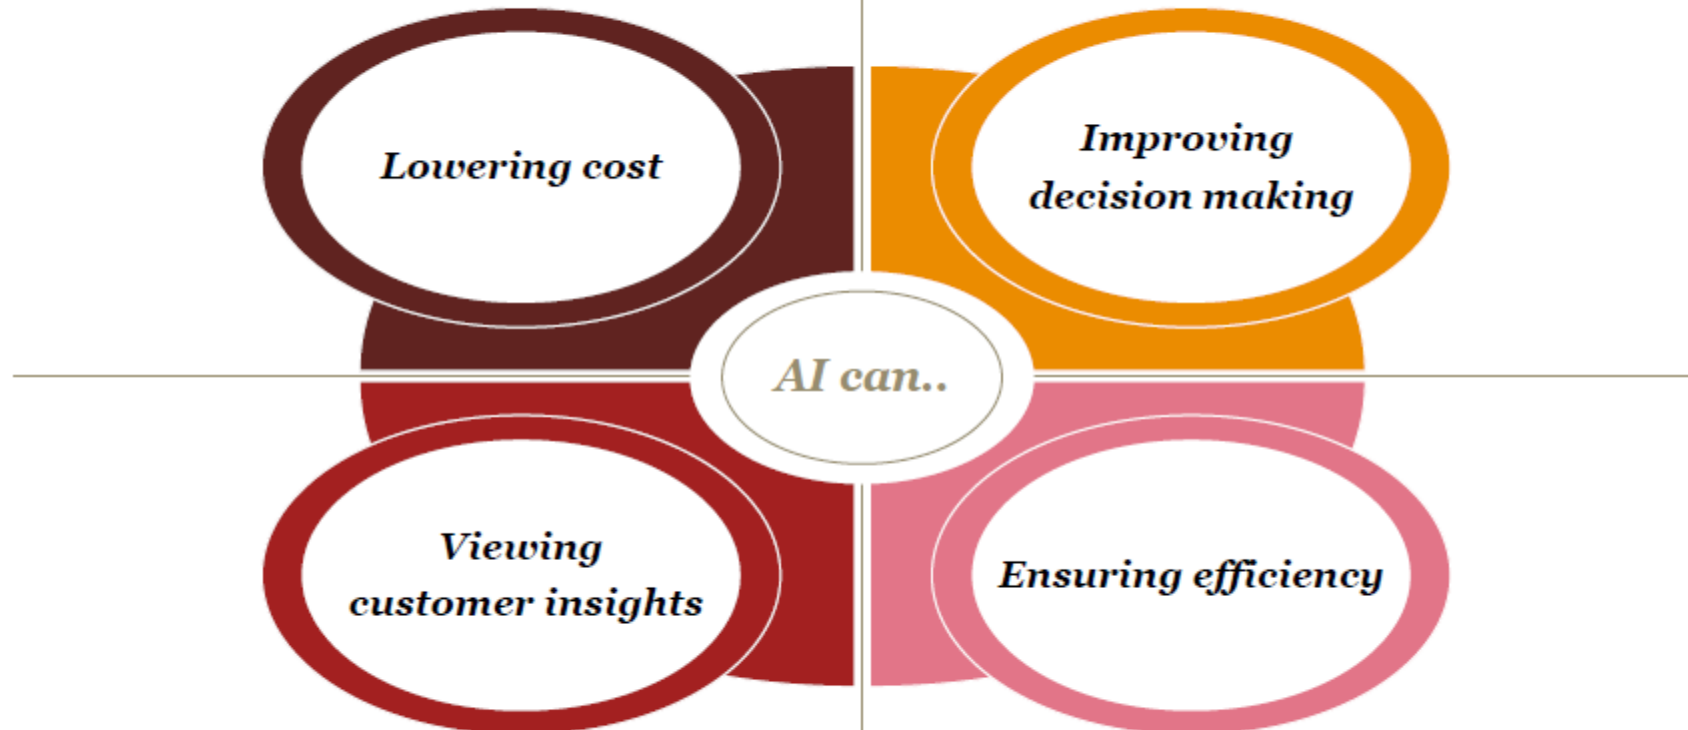 Lowering cost
Improving
decision making
AI can..
Viewing
customer insights
Ensuring efficiency